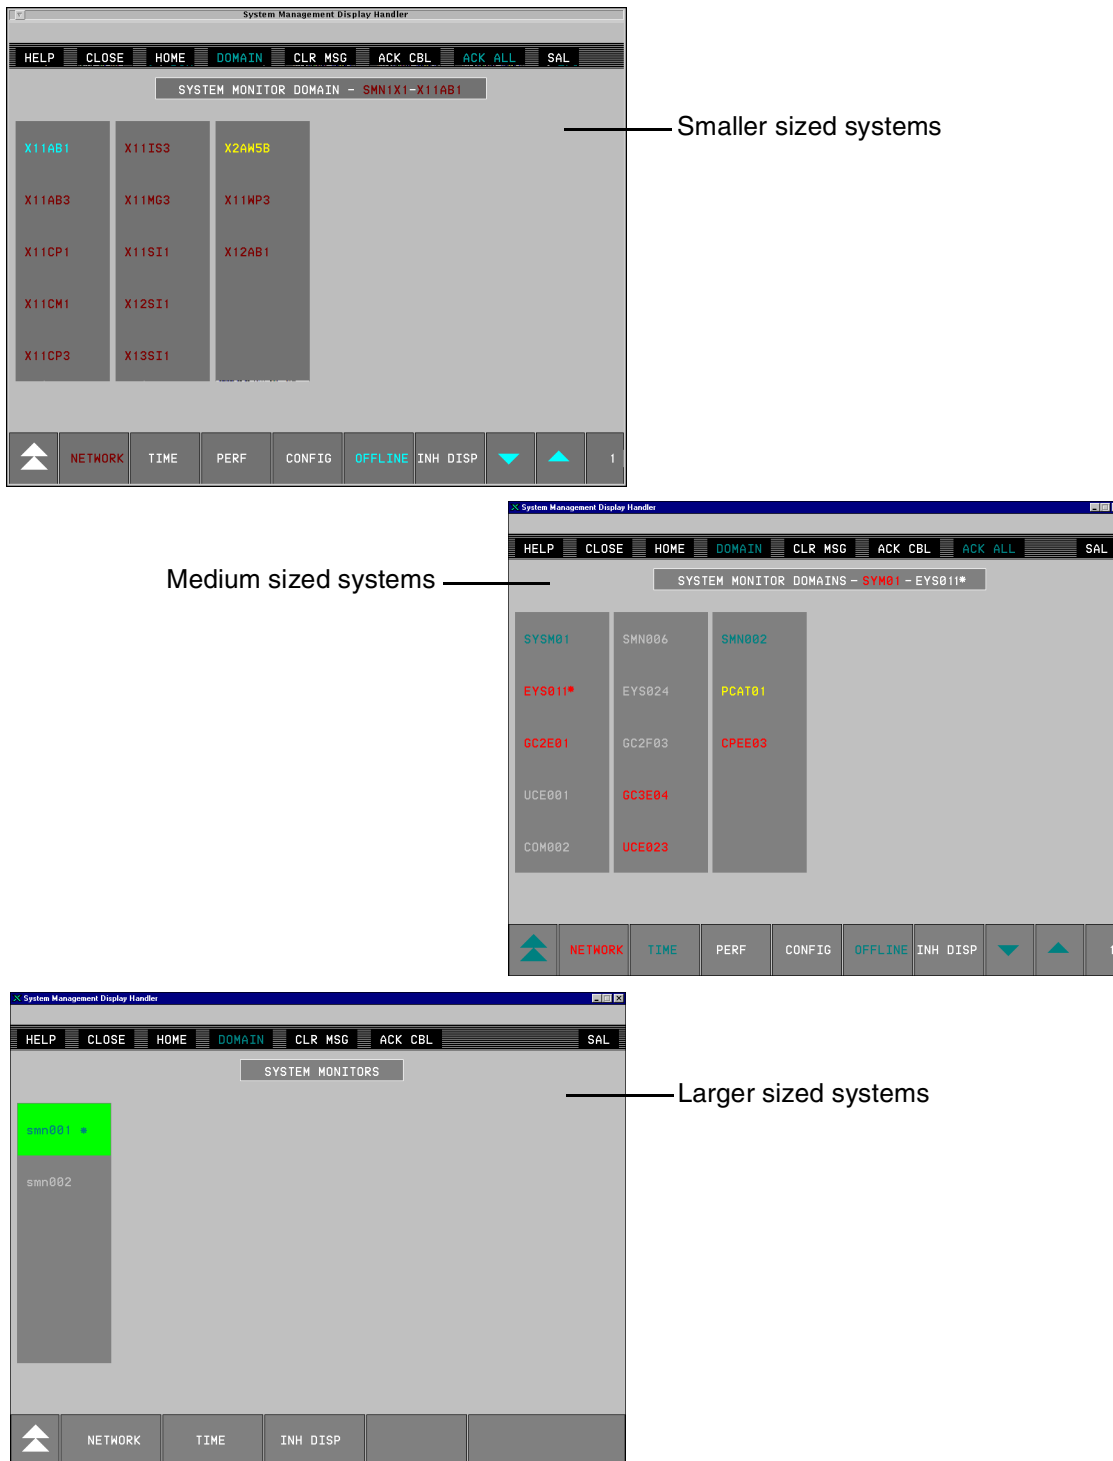 System Management Display Handler
HELP CLOSE HOME DOMAIN CLR MSG ACK CBL ACK ALL SAL
SYSTEM MONITOR DOMAIN - SMN1X1-X11AB1
X11AB1 X11IS3 X2AW5B
X11AB3 X11MG3 X11WP3
X11CP1 X11SI1 X12AB1
X11CM1 X12SI1
X11CP3 X13SI1
NETWORK TIME PERF CONFIG OFFLINE INH DISP 1
Smaller sized systems
System Management Display Handler
HELP CLOSE HOME DOMAIN CLR MSG ACK CBL ACK ALL SAL
SYSTEM MONITOR DOMAINS - SYM01 - EYS011*
SYSM01 SMN006 SMN002
EYS011* EYS024 PCAT01
GC2E01 GC2F03 CPEE03
UCE001 GC3E04
COM002 UCE023
NETWORK TIME PERF CONFIG OFFLINE INH DISP 1
Medium sized systems
System Management Display Handler
HELP CLOSE HOME DOMAIN CLR MSG ACK CBL SAL
SYSTEM MONITORS
smn001 *
smn002
NETWORK TIME INH DISP
Larger sized systems